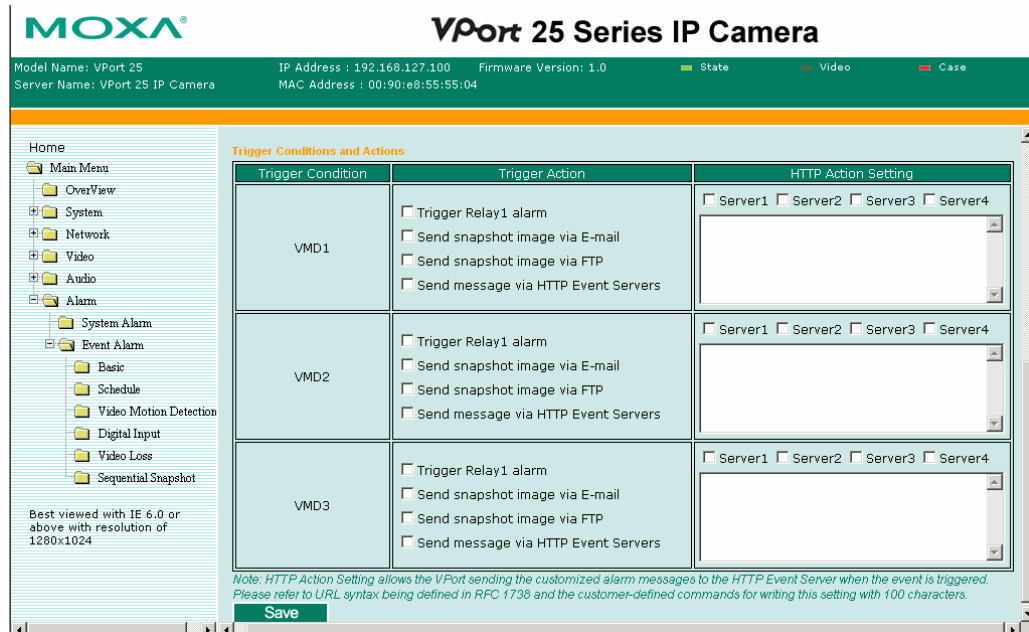 MOXA®
VPort 25 Series IP Camera
Model Name: VPort 25
IP Address : 192.168.127.100
Firmware Version: 1.0
State
Video
Case
Server Name: VPort 25 IP Camera
MAC Address : 00:90:e8:55:55:04
Home
Main Menu
OverView
System
Network
Video
Audio
Alarm
System Alarm
Event Alarm
Basic
Schedule
Video Motion Detection
Digital Input
Video Loss
Sequential Snapshot
Best viewed with IE 6.0 or
above with resolution of
1280x1024
Trigger Conditions and Actions
Trigger Condition
Trigger Action
HTTP Action Setting
VMD1
Trigger Relay1 alarm
Send snapshot image via E-mail
Send snapshot image via FTP
Send message via HTTP Event Servers
Server1 Server2 Server3 Server4
VMD2
Trigger Relay1 alarm
Send snapshot image via E-mail
Send snapshot image via FTP
Send message via HTTP Event Servers
Server1 Server2 Server3 Server4
VMD3
Trigger Relay1 alarm
Send snapshot image via E-mail
Send snapshot image via FTP
Send message via HTTP Event Servers
Server1 Server2 Server3 Server4
Note: HTTP Action Setting allows the VPort sending the customized alarm messages to the HTTP Event Server when the event is triggered.
Please refer to URL syntax being defined in RFC 1738 and the customer-defined commands for writing this setting with 100 characters.
Save